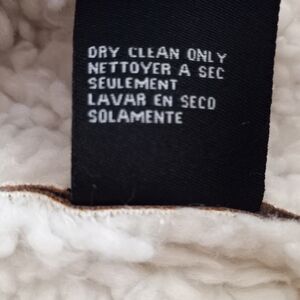 DRY CLEAN ONLY
NETTOYER A SEC
SEULEMENT
LAVAR EN SECO
SOLAMENTE